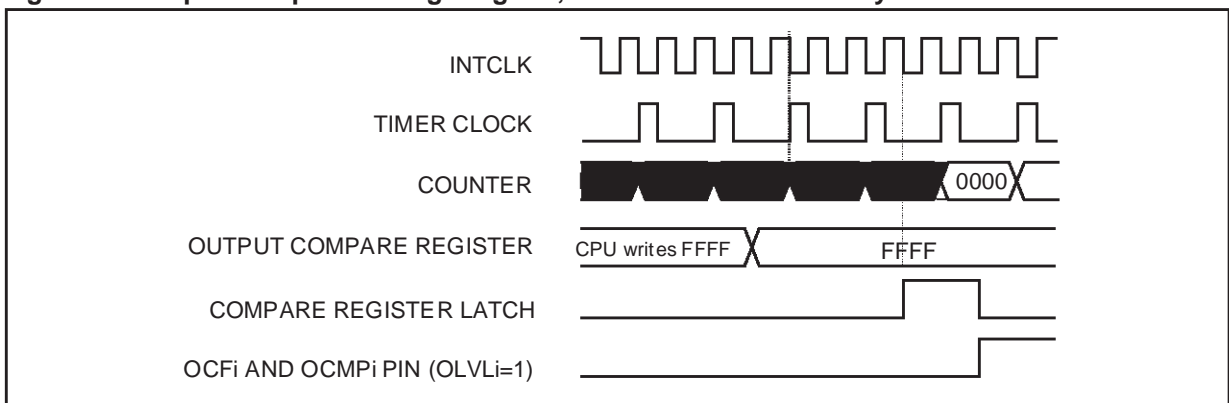 INTCLK
TIMER CLOCK
COUNTER
0000
OUTPUT COMPARE REGISTER
CPU writes FFFF
FFFF
COMPARE REGISTER LATCH
OCFi AND OCMPi PIN (OLVLi=1)